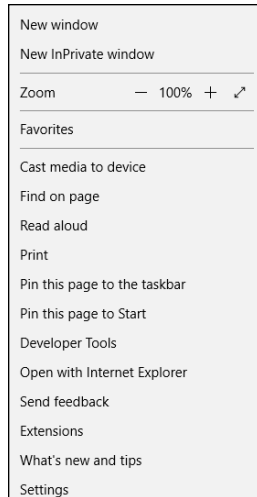 New window
New InPrivate window
Zoom — 100% +
Favorites
Cast media to device
Find on page
Read aloud
Print
Pin this page to the taskbar
Pin this page to Start
Developer Tools
Open with Internet Explorer
Send feedback
Extensions
What's new and tips
Settings